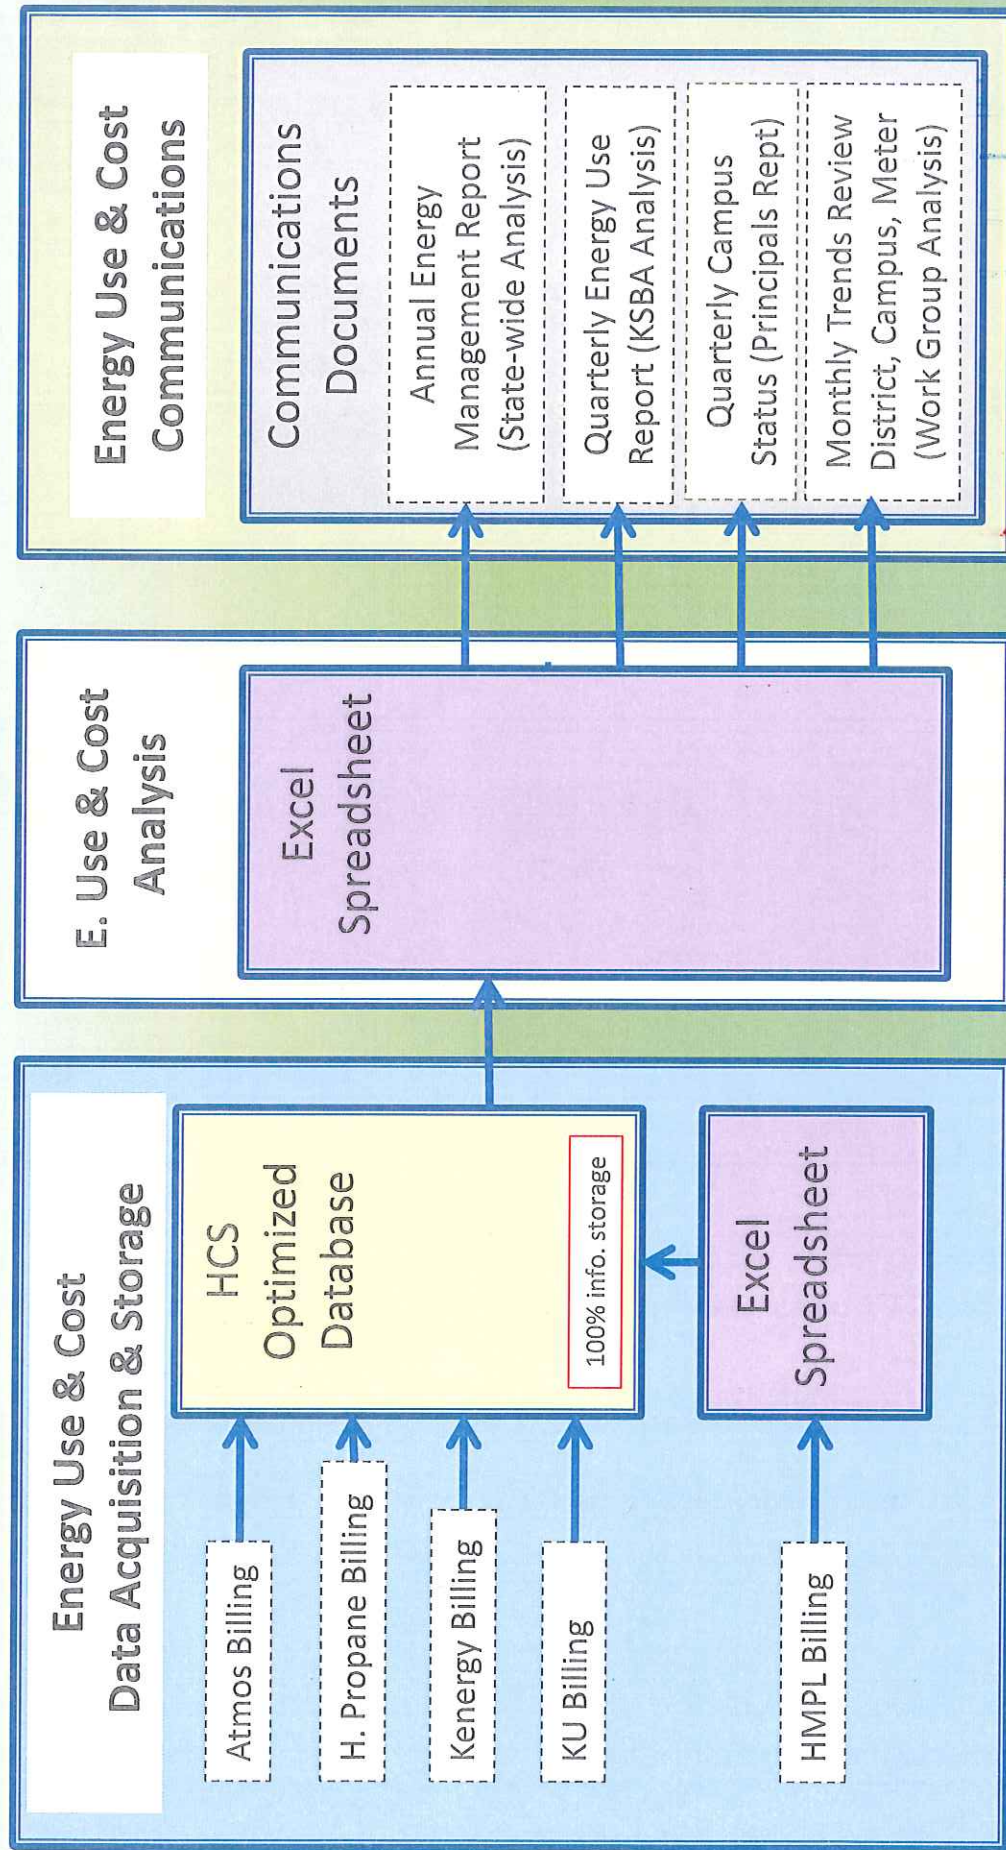 Energy Use & Cost
Data Acquisition & Storage
Atmos Billing
H. Propane Billing
Kenergy Billing
KU Billing
HMPL Billing
HCS
Optimized
Database
100% info. storage
Excel
Spreadsheet
E. Use & Cost
Analysis
Excel
Spreadsheet
Energy Use & Cost
Communications
Communications
Documents
Annual Energy
Management Report
(State-wide Analysis)
Quarterly Energy Use
Report (KSBA Analysis)
Quarterly Campus
Status (Principals Rept)
Monthly Trends Review
District, Campus, Meter
(Work Group Analysis)